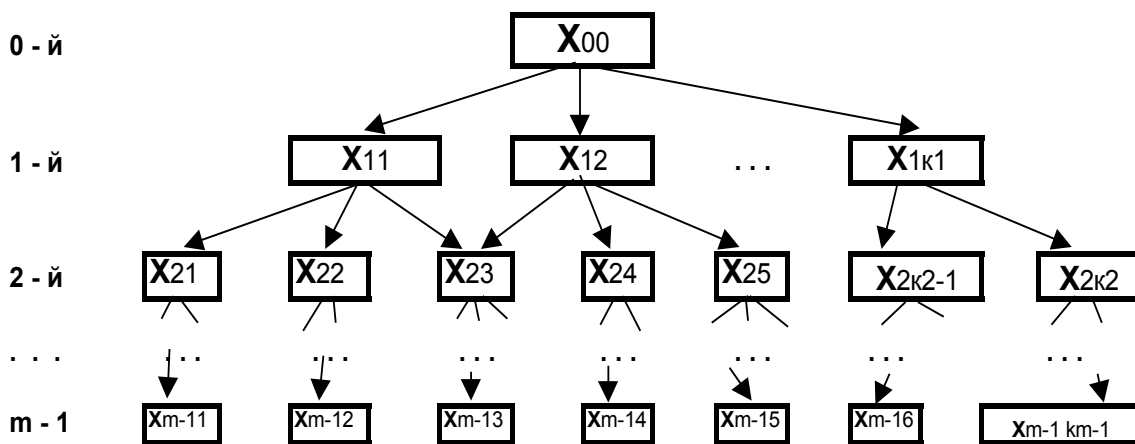 0 - й X00
1 - й X11 X12 . . . X1к1
2 - й X21 X22 X23 X24 X25 X2к2-1 X2к2
. . . . . . . . . . . . . . . . . . . . . . . .
m - 1 Xm-11 Xm-12 Xm-13 Xm-14 Xm-15 Xm-16 Xm-1 km-1